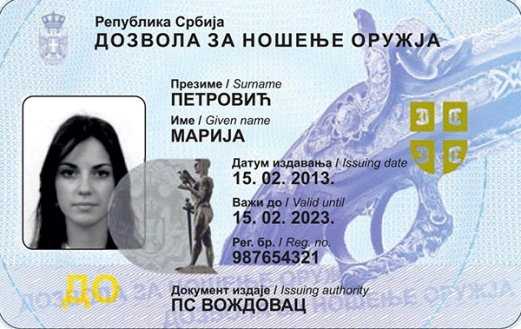 Република Србија
ДОЗВОЛА ЗА НОШЕЊЕ ОРУЖЈА
Презиме / Surname
ПЕТРОВИЋ
Име / Given name
МАРИЈА
Датум издавања / Issuing date
15. 02. 2013.
Важи до / Valid until
15. 02. 2023.
Рег. бр. / Reg. no.
987654321
ДО
Документ издаје / Issuing authority
ПС ВОЖДОВАЦ
ДОЗВОЛА ЗА НОШЕЊЕ ОРУЖЈА